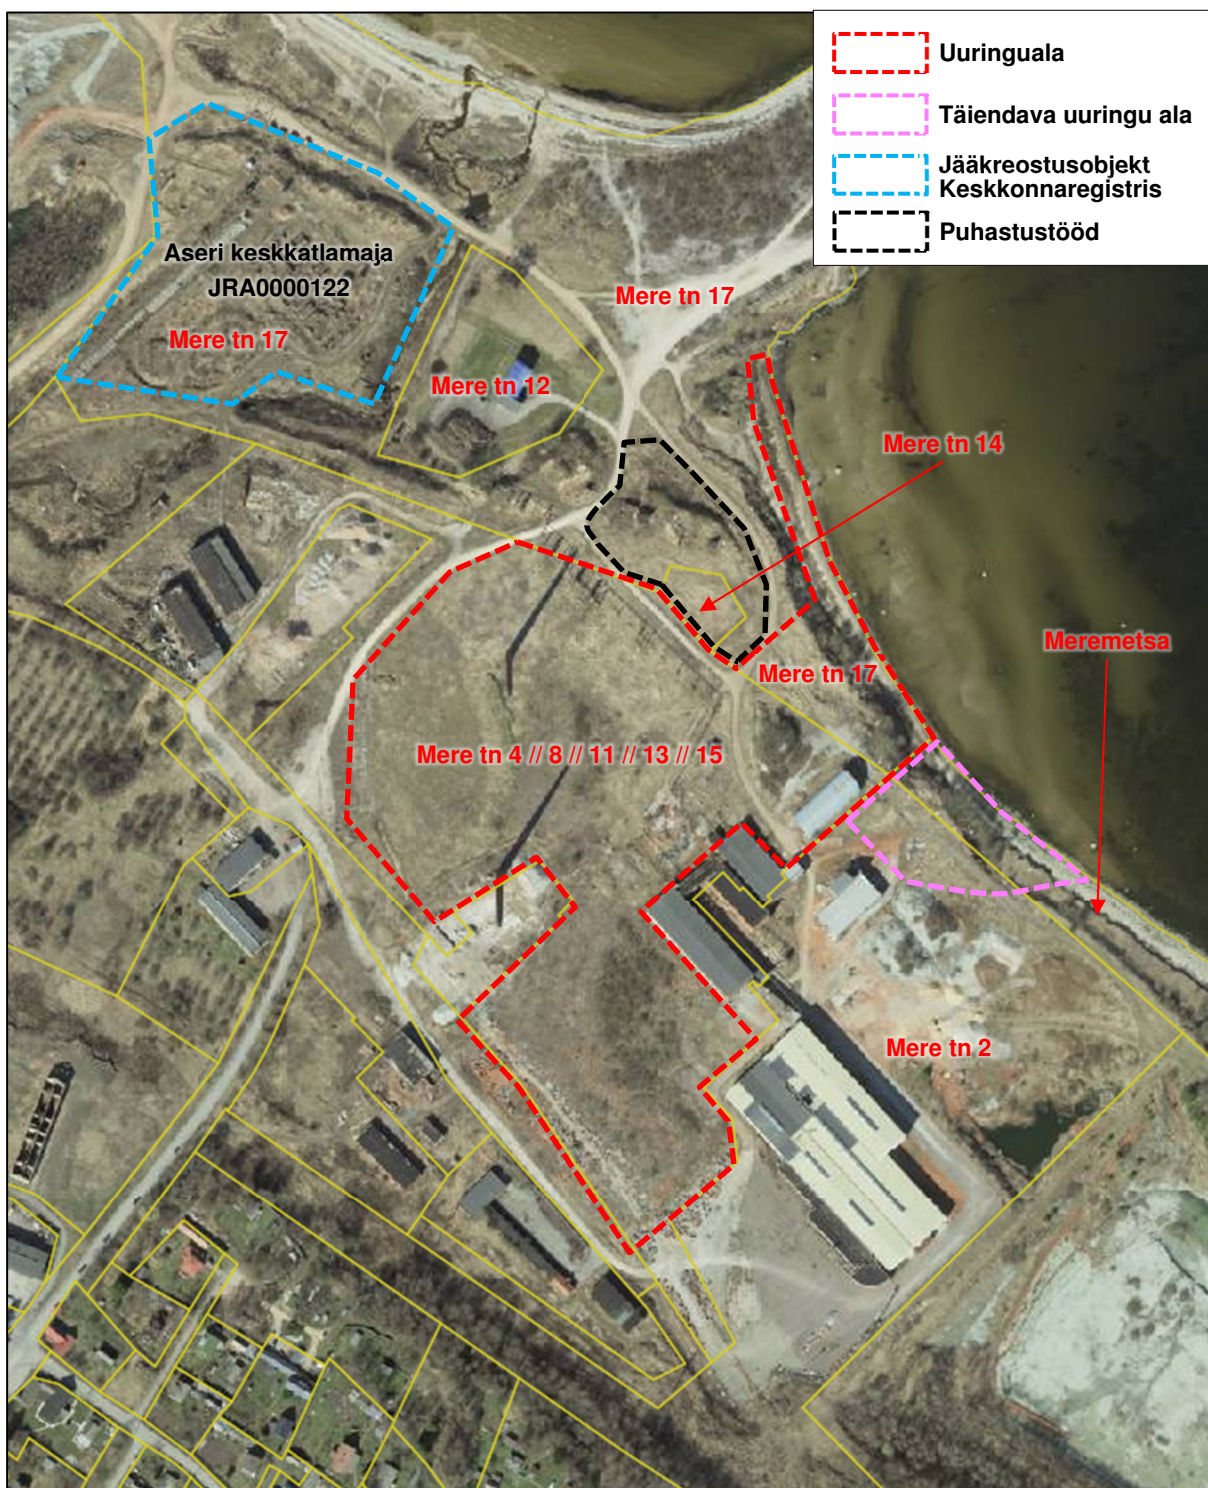 Uuringuala
Täiendava uuringu ala
Jääkreostusobjekt
Keskkonnaregistris
Puhastustööd
Aseri keskkatlamaja
JRA0000122
Mere tn 17
Mere tn 17
Mere tn 12
Mere tn 14
Meremetsa
Mere tn 17
Mere tn 4 // 8 // 11 // 13 // 15
Mere tn 2